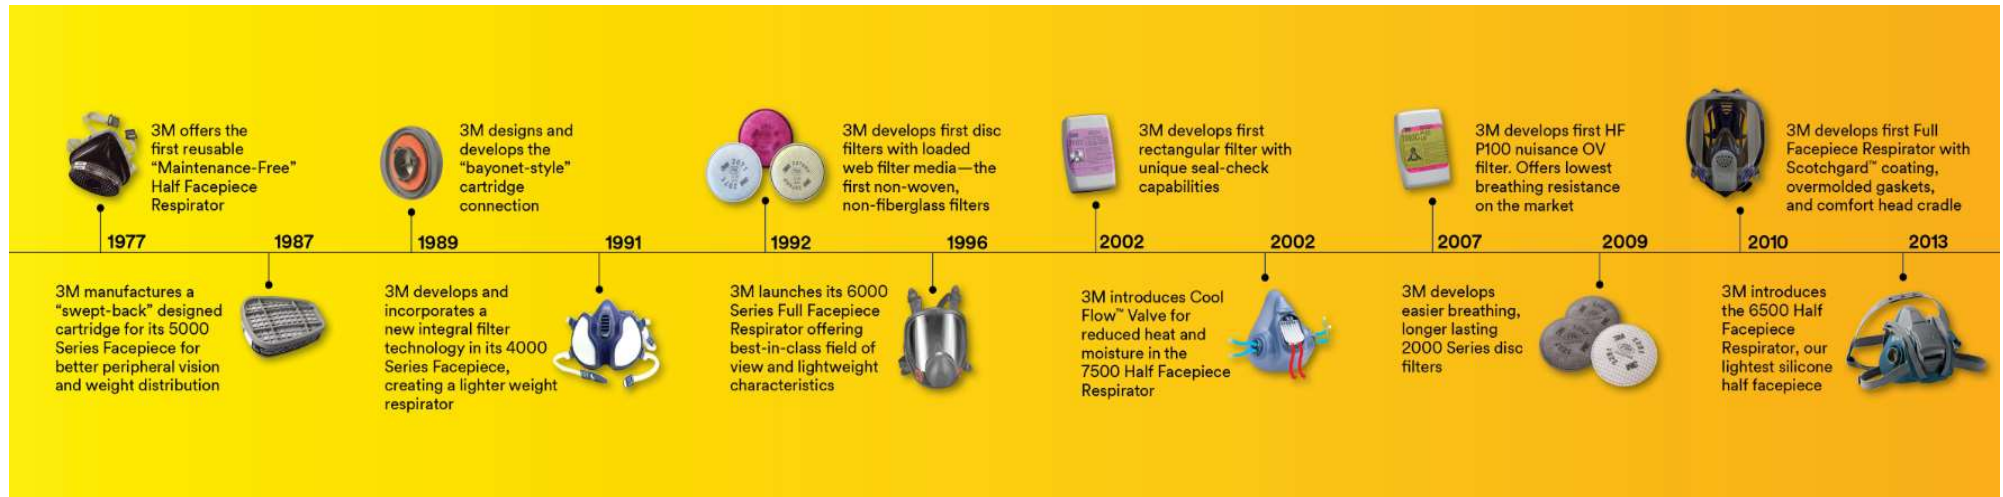 3M offers the
first reusable
“Maintenance-Free”
Half Facepiece
Respirator
1977
1987
3M manufactures a
“swept-back” designed
cartridge for its 5000
Series Facepiece for
better peripheral vision
and weight distribution
3M designs and
develops the
“bayonet-style”
cartridge
connection
1989
1991
3M develops and
incorporates a
new integral filter
technology in its 4000
Series Facepiece,
creating a lighter weight
respirator
3M develops first disc
filters with loaded
web filter media—the
first non-woven,
non-fiberglass filters
1992
1996
3M launches its 6000
Series Full Facepiece
Respirator offering
best-in-class field of
view and lightweight
characteristics
3M develops first
rectangular filter with
unique seal-check
capabilities
2002
2002
3M introduces Cool
Flow™ Valve for
reduced heat and
moisture in the
7500 Half Facepiece
Respirator
3M develops first HF
P100 nuisance OV
filter. Offers lowest
breathing resistance
on the market
2007
2009
3M develops
easier breathing,
longer lasting
2000 Series disc
filters
3M develops first Full
Facepiece Respirator with
Scotchgard™ coating,
overmolded gaskets,
and comfort head cradle
2010
2013
3M introduces
the 6500 Half
Facepiece
Respirator, our
lightest silicone
half facepiece